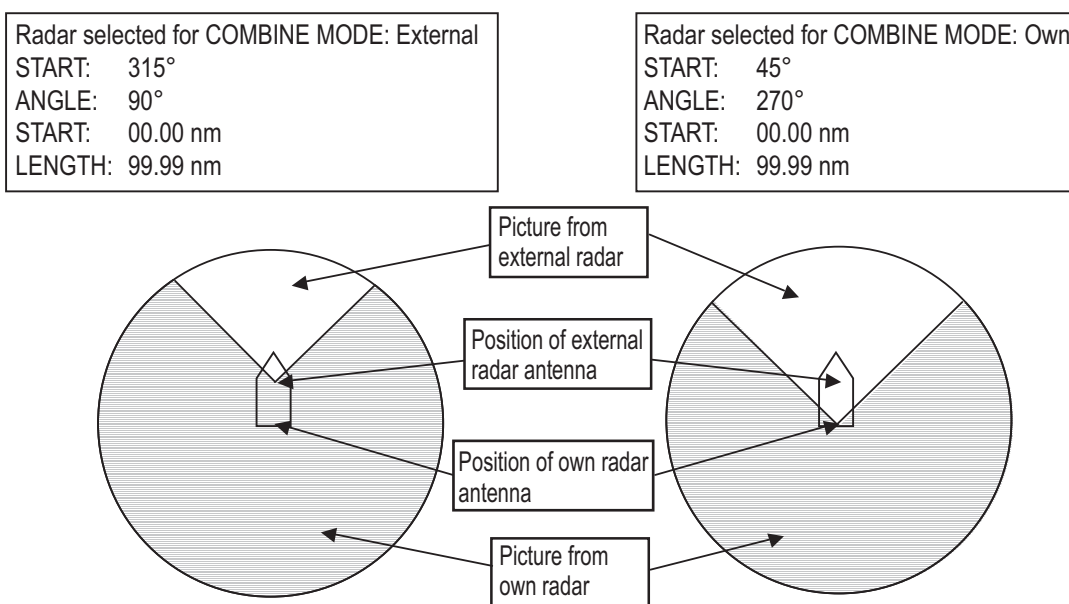 Radar selected for COMBINE MODE: External
START: 315°
ANGLE: 90°
START: 00.00 nm
LENGTH: 99.99 nm
Radar selected for COMBINE MODE: Own
START: 45°
ANGLE: 270°
START: 00.00 nm
LENGTH: 99.99 nm
Picture from
external radar
Position of external
radar antenna
Position of own radar
antenna
Picture from
own radar